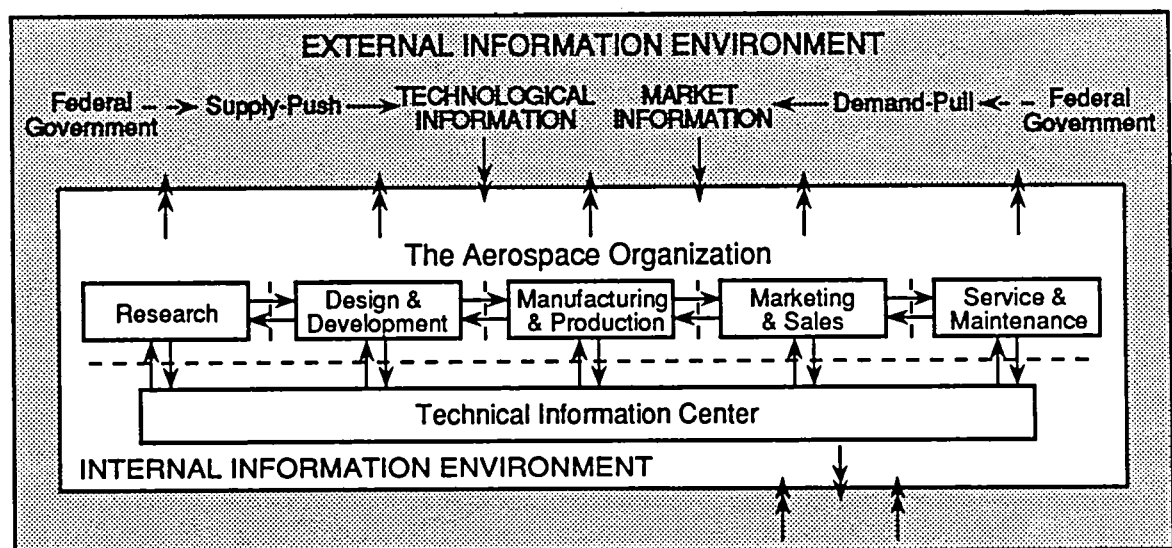 EXTERNAL INFORMATION ENVIRONMENT
Federal Government
Supply-Push
TECHNOLOGICAL INFORMATION
MARKET INFORMATION
Demand-Pull
Federal Government
The Aerospace Organization
Research
Design & Development
Manufacturing & Production
Marketing & Sales
Service & Maintenance
Technical Information Center
INTERNAL INFORMATION ENVIRONMENT